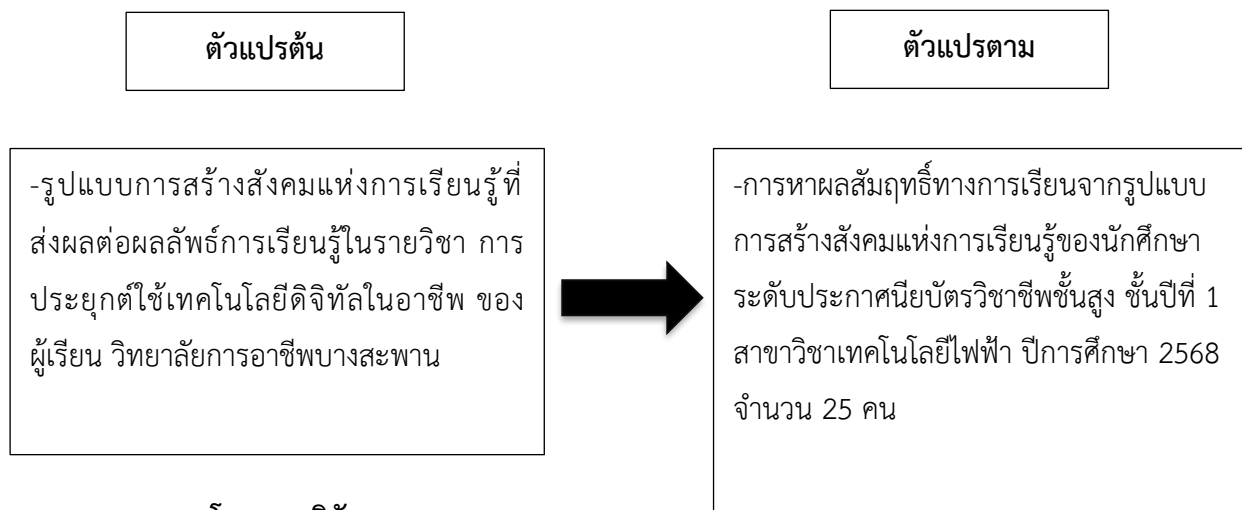 ตัวแปรต้น
ตัวแปรตาม
-รูปแบบการสร้างสังคมแห่งการเรียนรู้ที่
ส่งผลต่อผลลัพธ์การเรียนรู้ในรายวิชา การ
ประยุกต์ใช้เทคโนโลยีดิจิทัลในอาชีพ ของ
ผู้เรียน วิทยาลัยการอาชีพบางสะพาน
-การหาผลสัมฤทธิ์ทางการเรียนจากรูปแบบ
การสร้างสังคมแห่งการเรียนรู้ของนักศึกษา
ระดับประกาศนียบัตรวิชาชีพชั้นสูง ชั้นปีที่ 1
สาขาวิชาเทคโนโลยีไฟฟ้า ปีการศึกษา 2568
จำนวน 25 คน